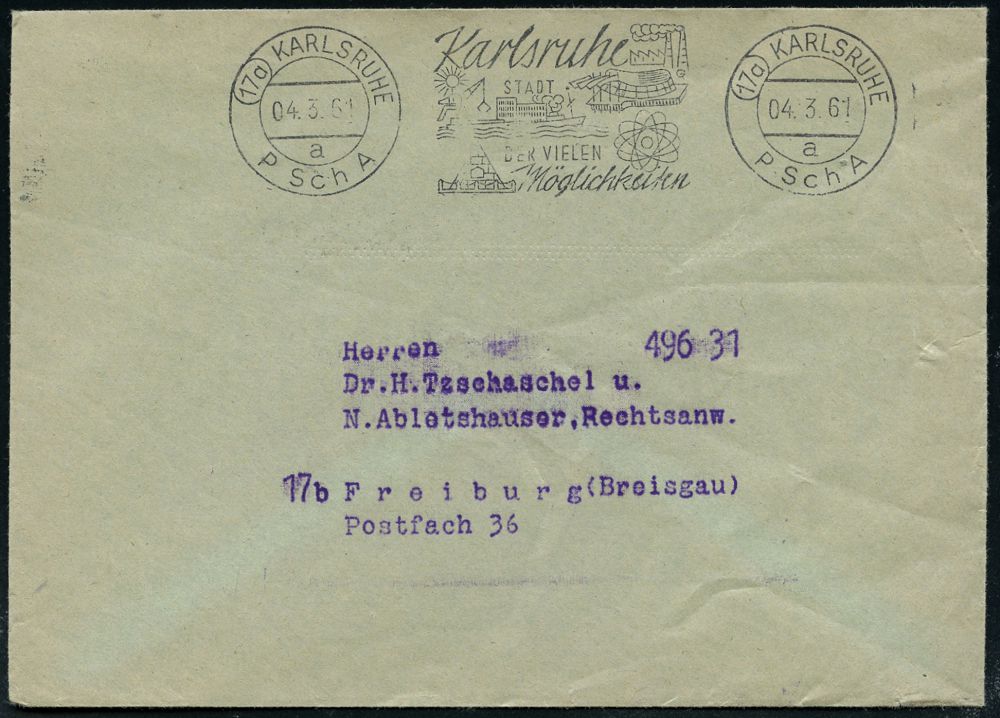 (17a) KARLSRUHE
04.3.61
a
P Sch A
Karlsruhe
STADT
DER VIELEN
Möglichkeiten
(17a) KARLSRUHE
04.3.61
a
P Sch A
Herren 496 31
Dr.H.Tzschaschel u.
N.Abletshauser,Rechtsanw.
17b F r e i b u r g(Breisgau)
Postfach 36